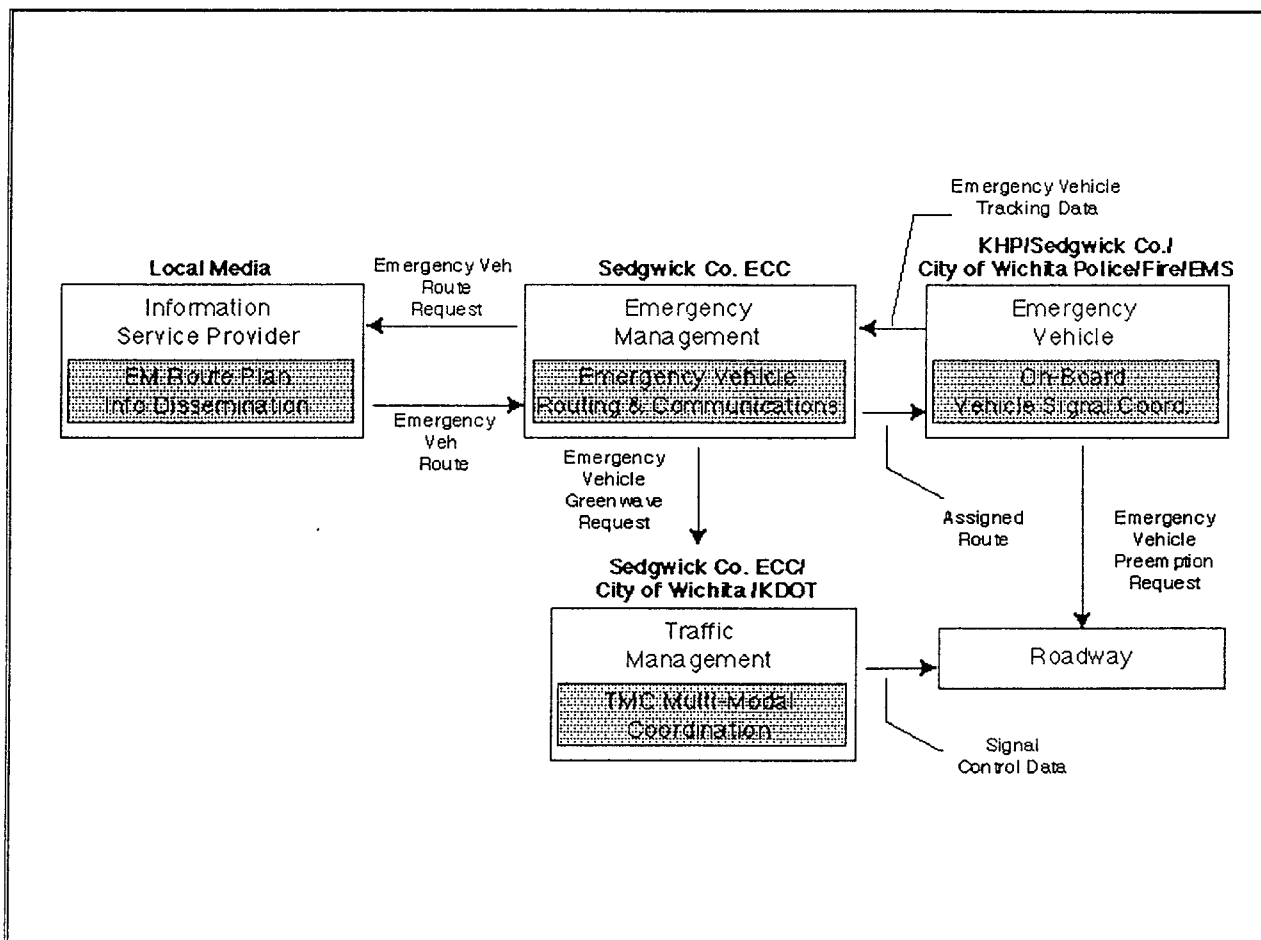 Emergency Vehicle
Tracking Data
Local Media
Emergency Veh
Route
Request
Sedgwick Co. ECC
KHP/Sedgwick Co./
City of Wichita Police/Fire/EMS
Information
Service Provider
EM Route Plan
Info Dissemination
Emergency
Management
Emergency Vehicle
Routing & Communications
Emergency
Vehicle
On-Board
Vehicle Signal Coord.
Emergency
Veh
Route
Emergency
Vehicle
Greenwave
Request
Assigned
Route
Emergency
Vehicle
Preemption
Request
Sedgwick Co. ECC/
City of Wichita/KDOT
Traffic
Management
TMC Multi-Modal
Coordination
Roadway
Signal
Control Data